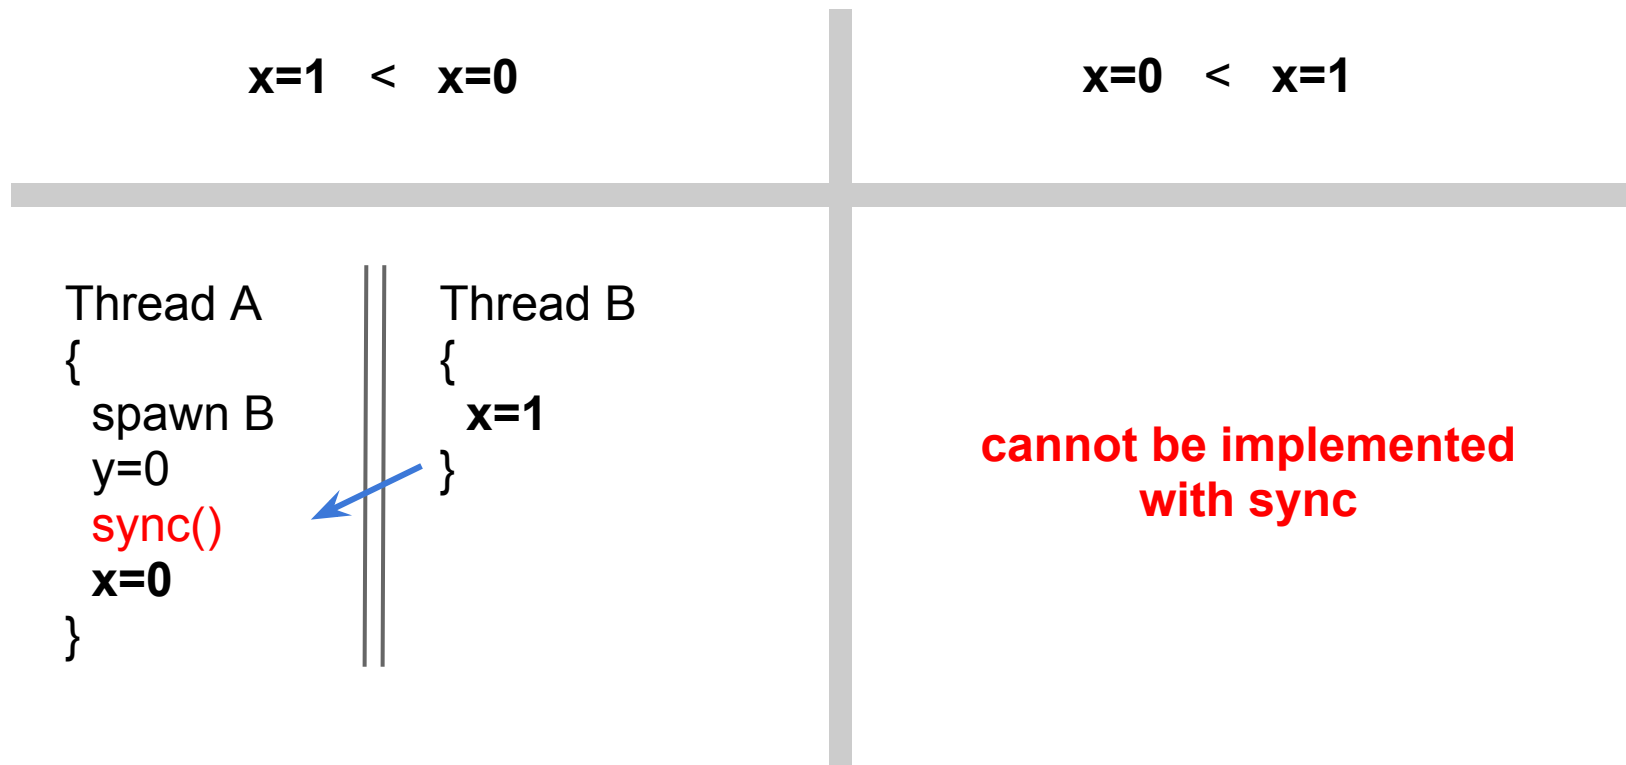 x=1 < x=0
x=0 < x=1
Thread A
{
spawn B
y=0
sync()
x=0
}
Thread B
{
x=1
}
cannot be implemented
with sync